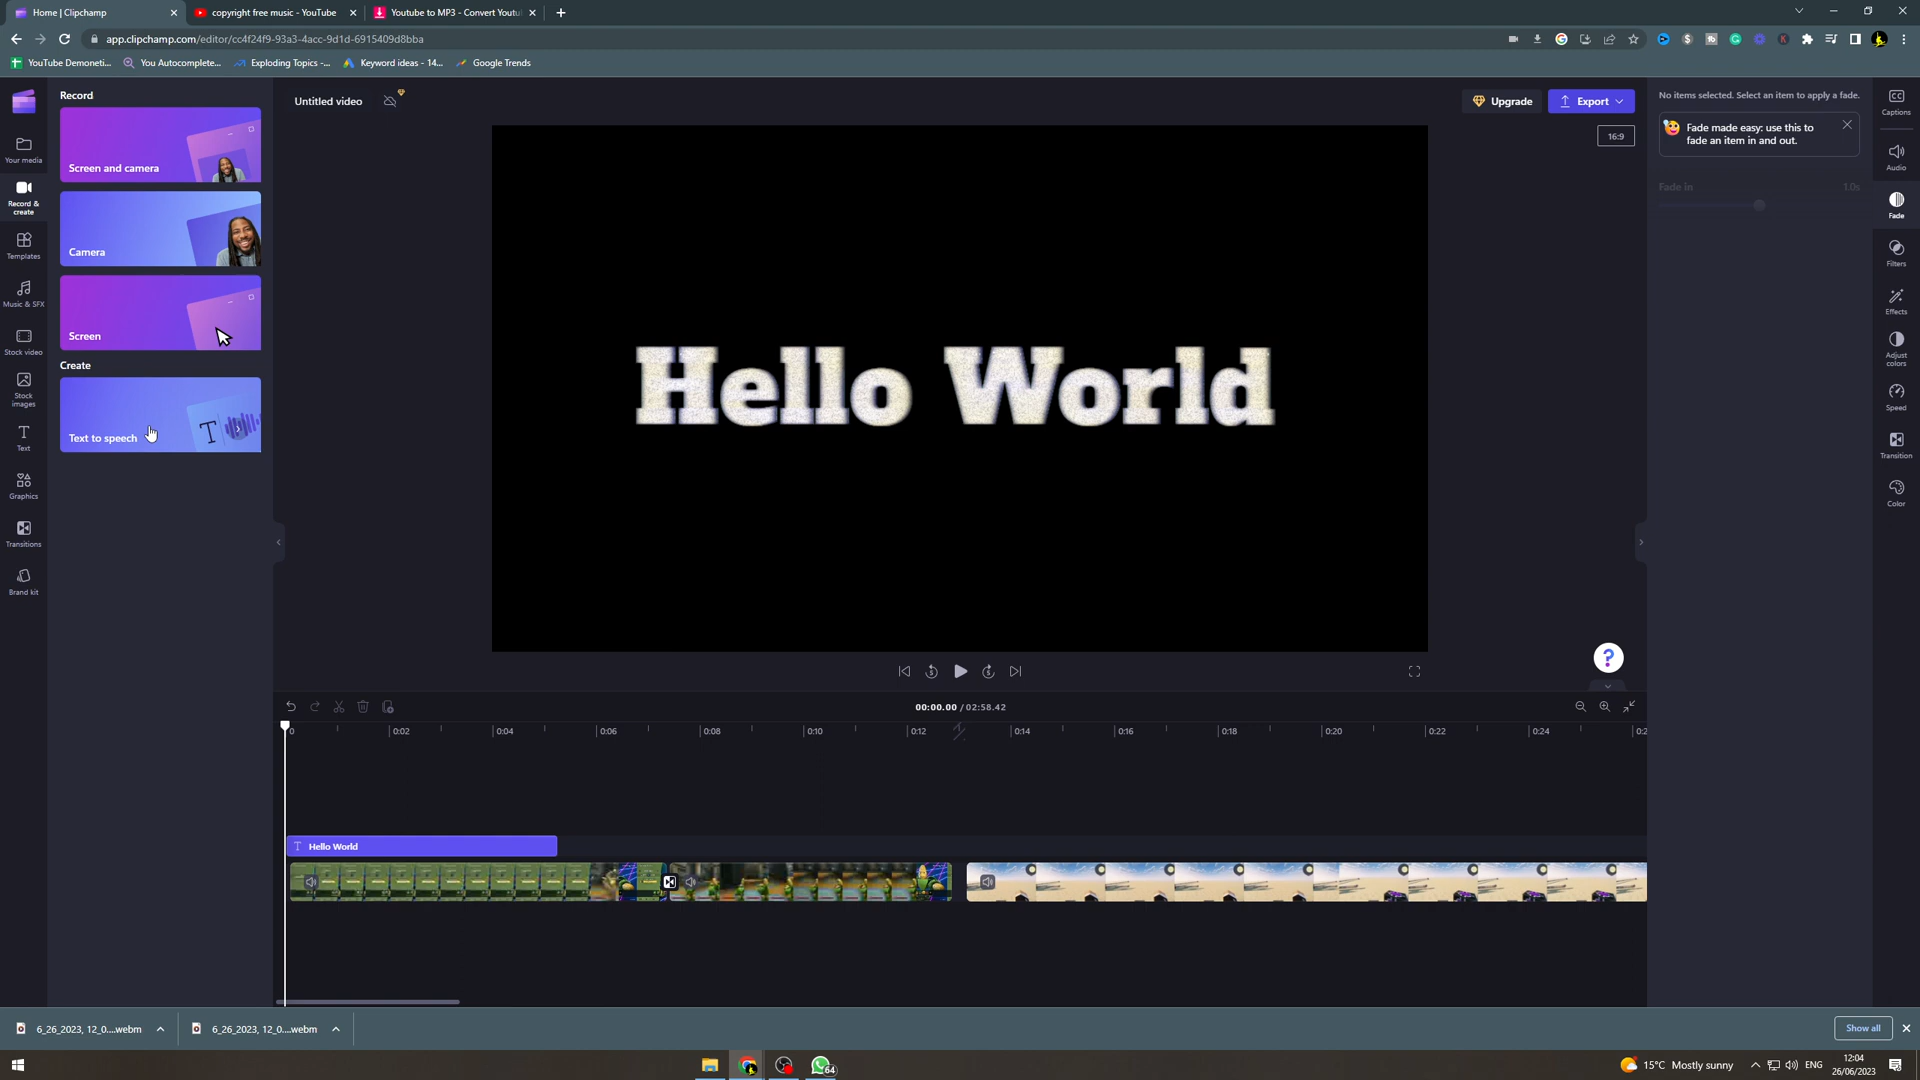 Home | Clipchamp
copyright free music - YouTube
Youtube to MP3 - Convert Youtu
app.clipchamp.com/editor/cc4f24f9-93a3-4acc-9d1d-6915409d8bba
YouTube Demoneti...
You Autocomplete...
Exploding Topics -...
Keyword ideas - 14...
Google Trends
Record
Screen and camera
Camera
Screen
Create
Text to speech
Your media
Record &
create
Templates
Music & SFX
Stock video
Stock
images
Text
Graphics
Transitions
Brand kit
Untitled video
Upgrade
Export
16:9
Hello World
No items selected. Select an item to apply a fade.
Fade made easy: use this to
fade an item in and out.
Fade in 1.0s
Captions
Audio
Fade
Filters
Effects
Adjust
colors
Speed
Transition
Color
00:00.00 / 02:58.42
0 0:02 0:04 0:06 0:08 0:10 0:12 0:14 0:16 0:18 0:20 0:22 0:24 0:2
T Hello World
6_26_2023, 12_0....webm
6_26_2023, 12_0....webm
Show all
64
15°C Mostly sunny
ENG
12:04
26/06/2023